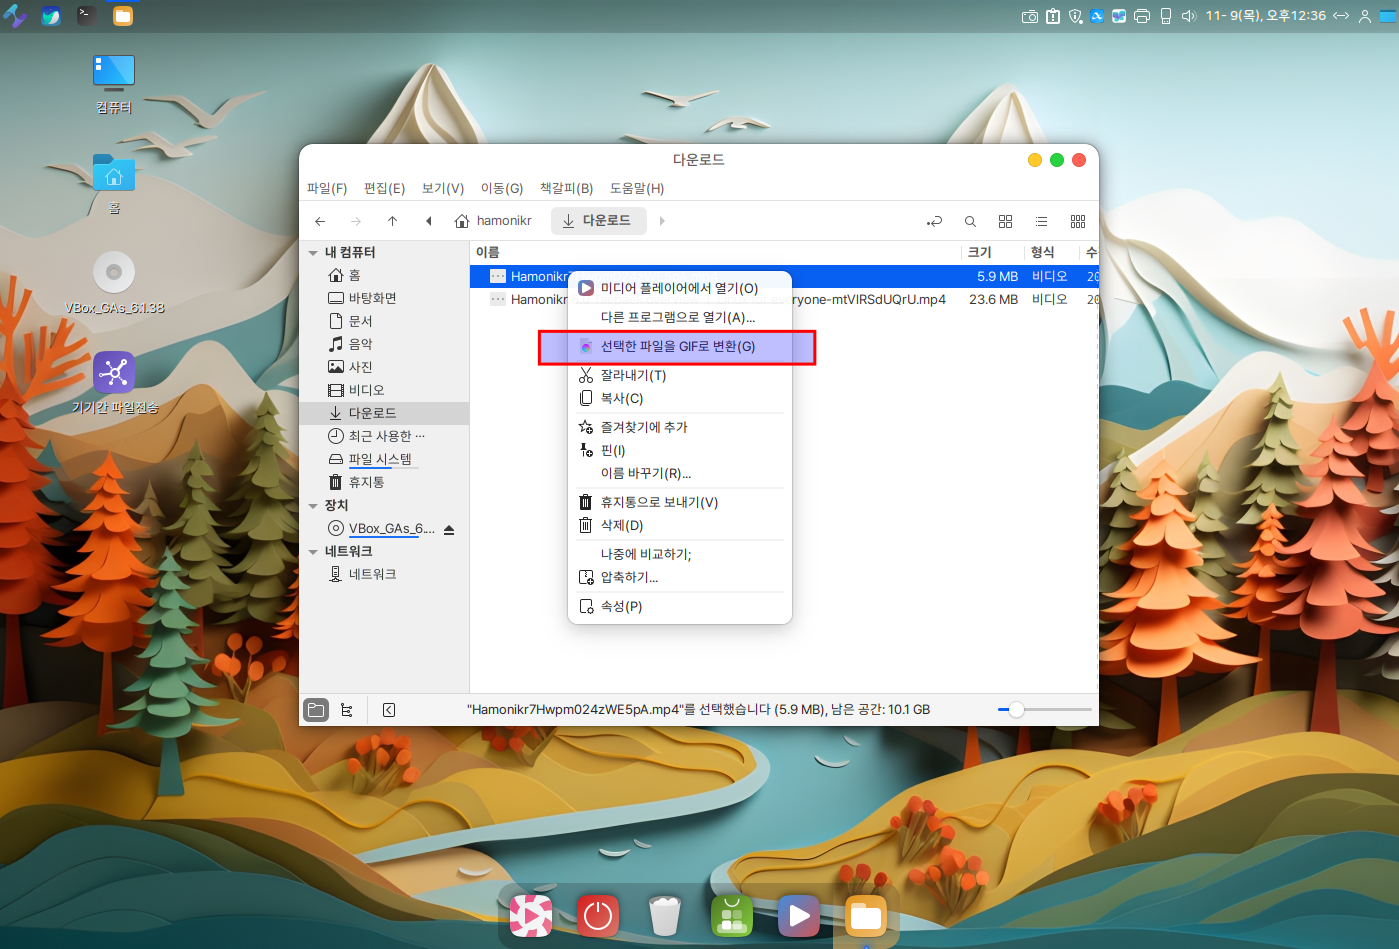 11- 9(목), 오후12:36
컴퓨터
홈
VBox_GAs_6.1.38
기기간 파일전송
다운로드
파일(F) 편집(E) 보기(V) 이동(G) 책갈피(B) 도움말(H)
hamonikr 다운로드
내 컴퓨터
홈
바탕화면
문서
음악
사진
비디오
다운로드
최근 사용한 ...
파일 시스템
휴지통
장치
VBox_GAs_6....
네트워크
네트워크
이름 크기 형식 수
5.9 MB 비디오 20
Hamonikr everyone-mtVIRSdUQrU.mp4 23.6 MB 비디오 20
미디어 플레이어에서 열기(O)
다른 프로그램으로 열기(A)...
선택한 파일을 GIF로 변환(G)
잘라내기(T)
복사(C)
즐겨찾기에 추가
핀(I)
이름 바꾸기(R)...
휴지통으로 보내기(V)
삭제(D)
나중에 비교하기;
압축하기...
속성(P)
"Hamonikr7Hwpm024zWE5pA.mp4"를 선택했습니다 (5.9 MB), 남은 공간: 10.1 GB